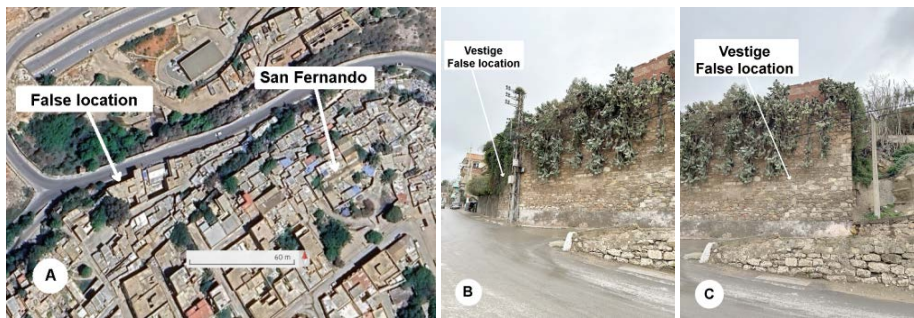 False location
San Fernando
60 m
A
Vestige
False location
B
Vestige
False location
C